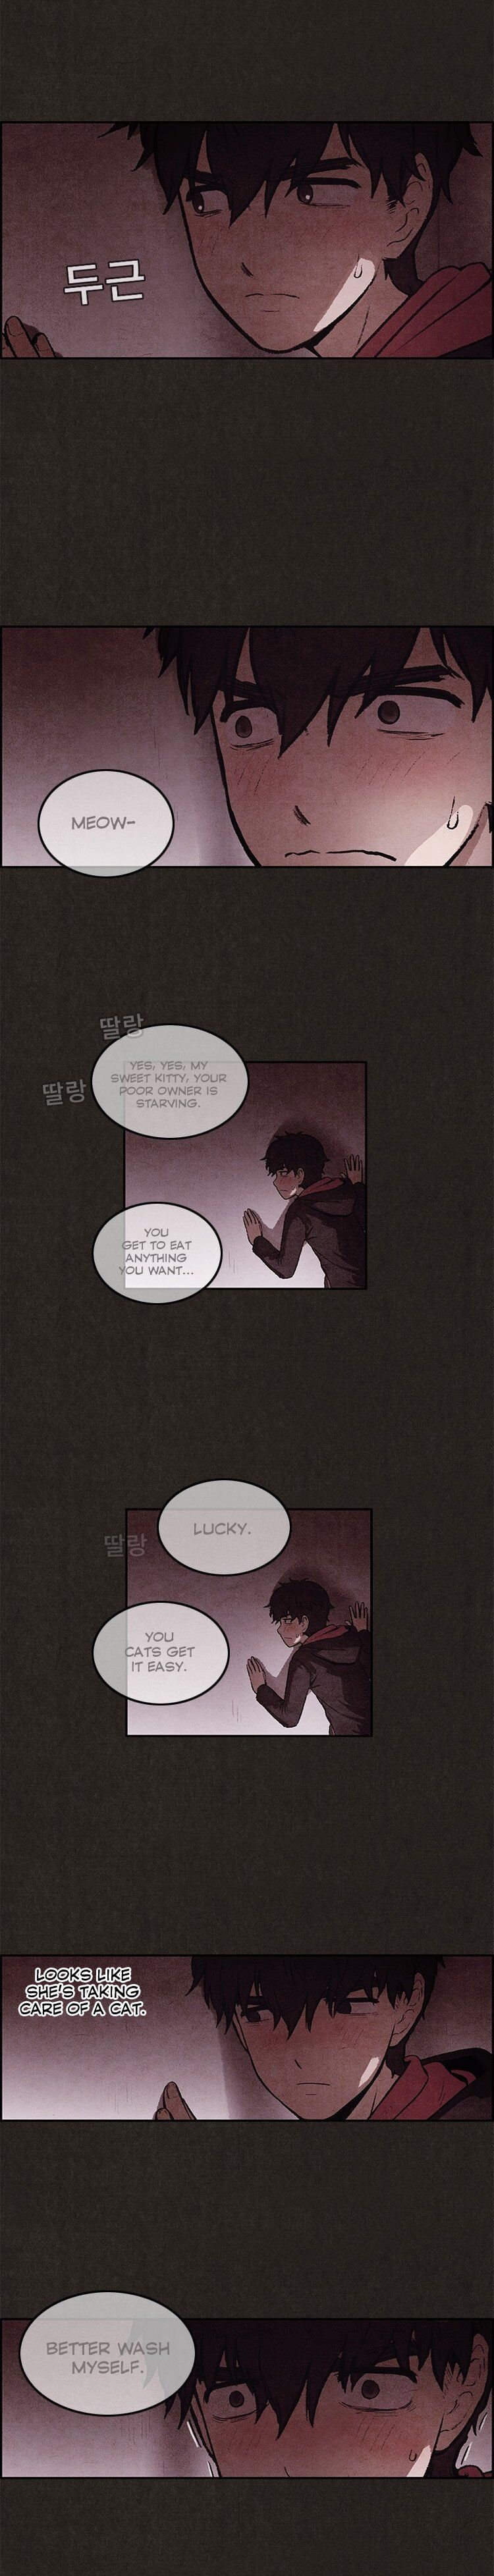 두근
MEOW-
딸랑
딸랑
YES, YES, MY
SWEET KITTY, YOUR
POOR OWNER IS
STARVING.
YOU
GET TO EAT
ANYTHING
YOU WANT...
LUCKY.
딸랑
YOU
CATS GET
IT EASY.
LOOKS LIKE
SHE'S TAKING
CARE OF A CAT.
BETTER WASH
MYSELF.